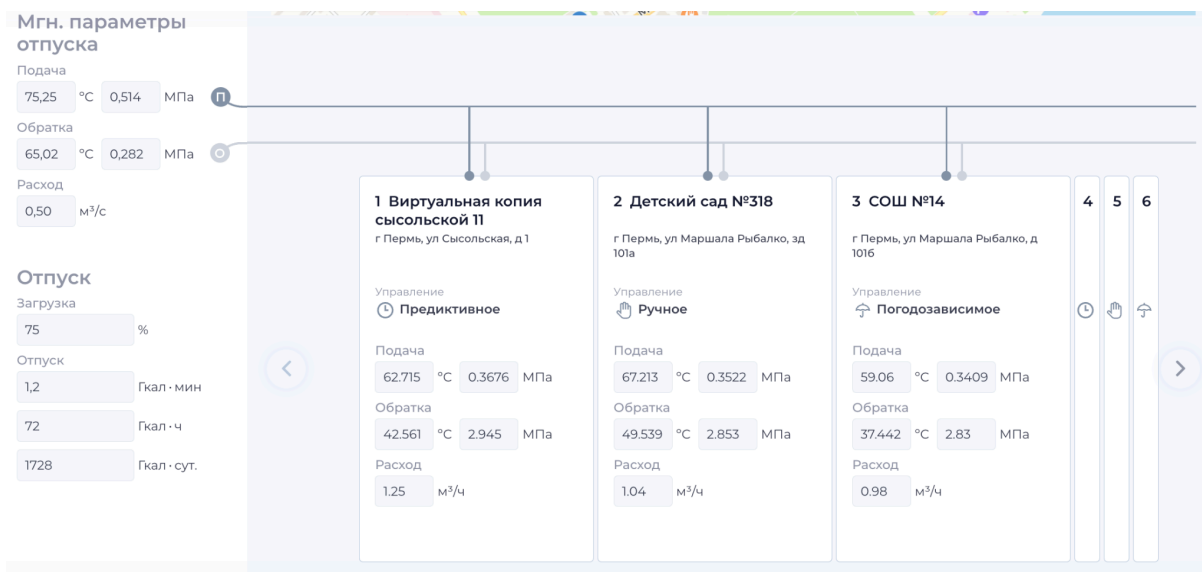 Мгн. параметры
отпуска
Подача
75,25 °C 0,514 МПа П
Обратка
65,02 °C 0,282 МПа О
Расход
0,50 м³/с
Отпуск
Загрузка
75 %
Отпуск
1,2 Гкал·мин
72 Гкал·ч
1728 Гкал·сут.
1 Виртуальная копия
сысольской 11
г Пермь, ул Сысольская, д 1
Управление
Предиктивное
Подача
62.715 °C 0.3676 МПа
Обратка
42.561 °C 2.945 МПа
Расход
1.25 м³/ч
2 Детский сад №318
г Пермь, ул Маршала Рыбалко, зд
101а
Управление
Ручное
Подача
67.213 °C 0.3522 МПа
Обратка
49.539 °C 2.853 МПа
Расход
1.04 м³/ч
3 СОШ №14
г Пермь, ул Маршала Рыбалко, д
101б
Управление
Погодозависимое
Подача
59.06 °C 0.3409 МПа
Обратка
37.442 °C 2.83 МПа
Расход
0.98 м³/ч
4 5 6